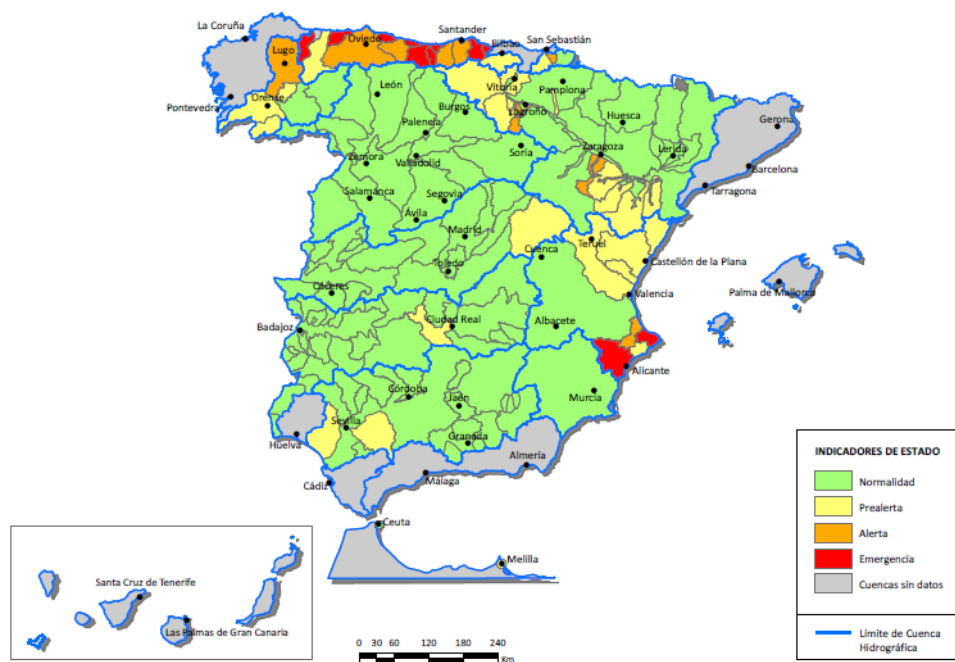 La Coruña
Santander
Oviedo
Bilbao
San Sebastián
Lugo
Vitoria
Pamplona
León
Pontevedra
Orense
Burgos
Logroño
Huesca
Gerona
Palencia
Soria
Zaragoza
Lerida
Zamora
Valladolid
Barcelona
Tarragona
Salamanca
Segovia
Ávila
Madrid
Teruel
Cuenca
Toledo
Castellón de la Plana
Cáceres
Palma de Mallorca
Valencia
Badajoz
Ciudad Real
Albacete
Alicante
Córdoba
Murcia
Jaén
Sevilla
Granada
Huelva
Almería
Málaga
Cádiz
Ceuta
Melilla
Santa Cruz de Tenerife
Las Palmas de Gran Canaria
0 30 60 120 180 240
Km
INDICADORES DE ESTADO
Normalidad
Prealerta
Alerta
Emergencia
Cuencas sin datos
Límite de Cuenca
Hidrográfica